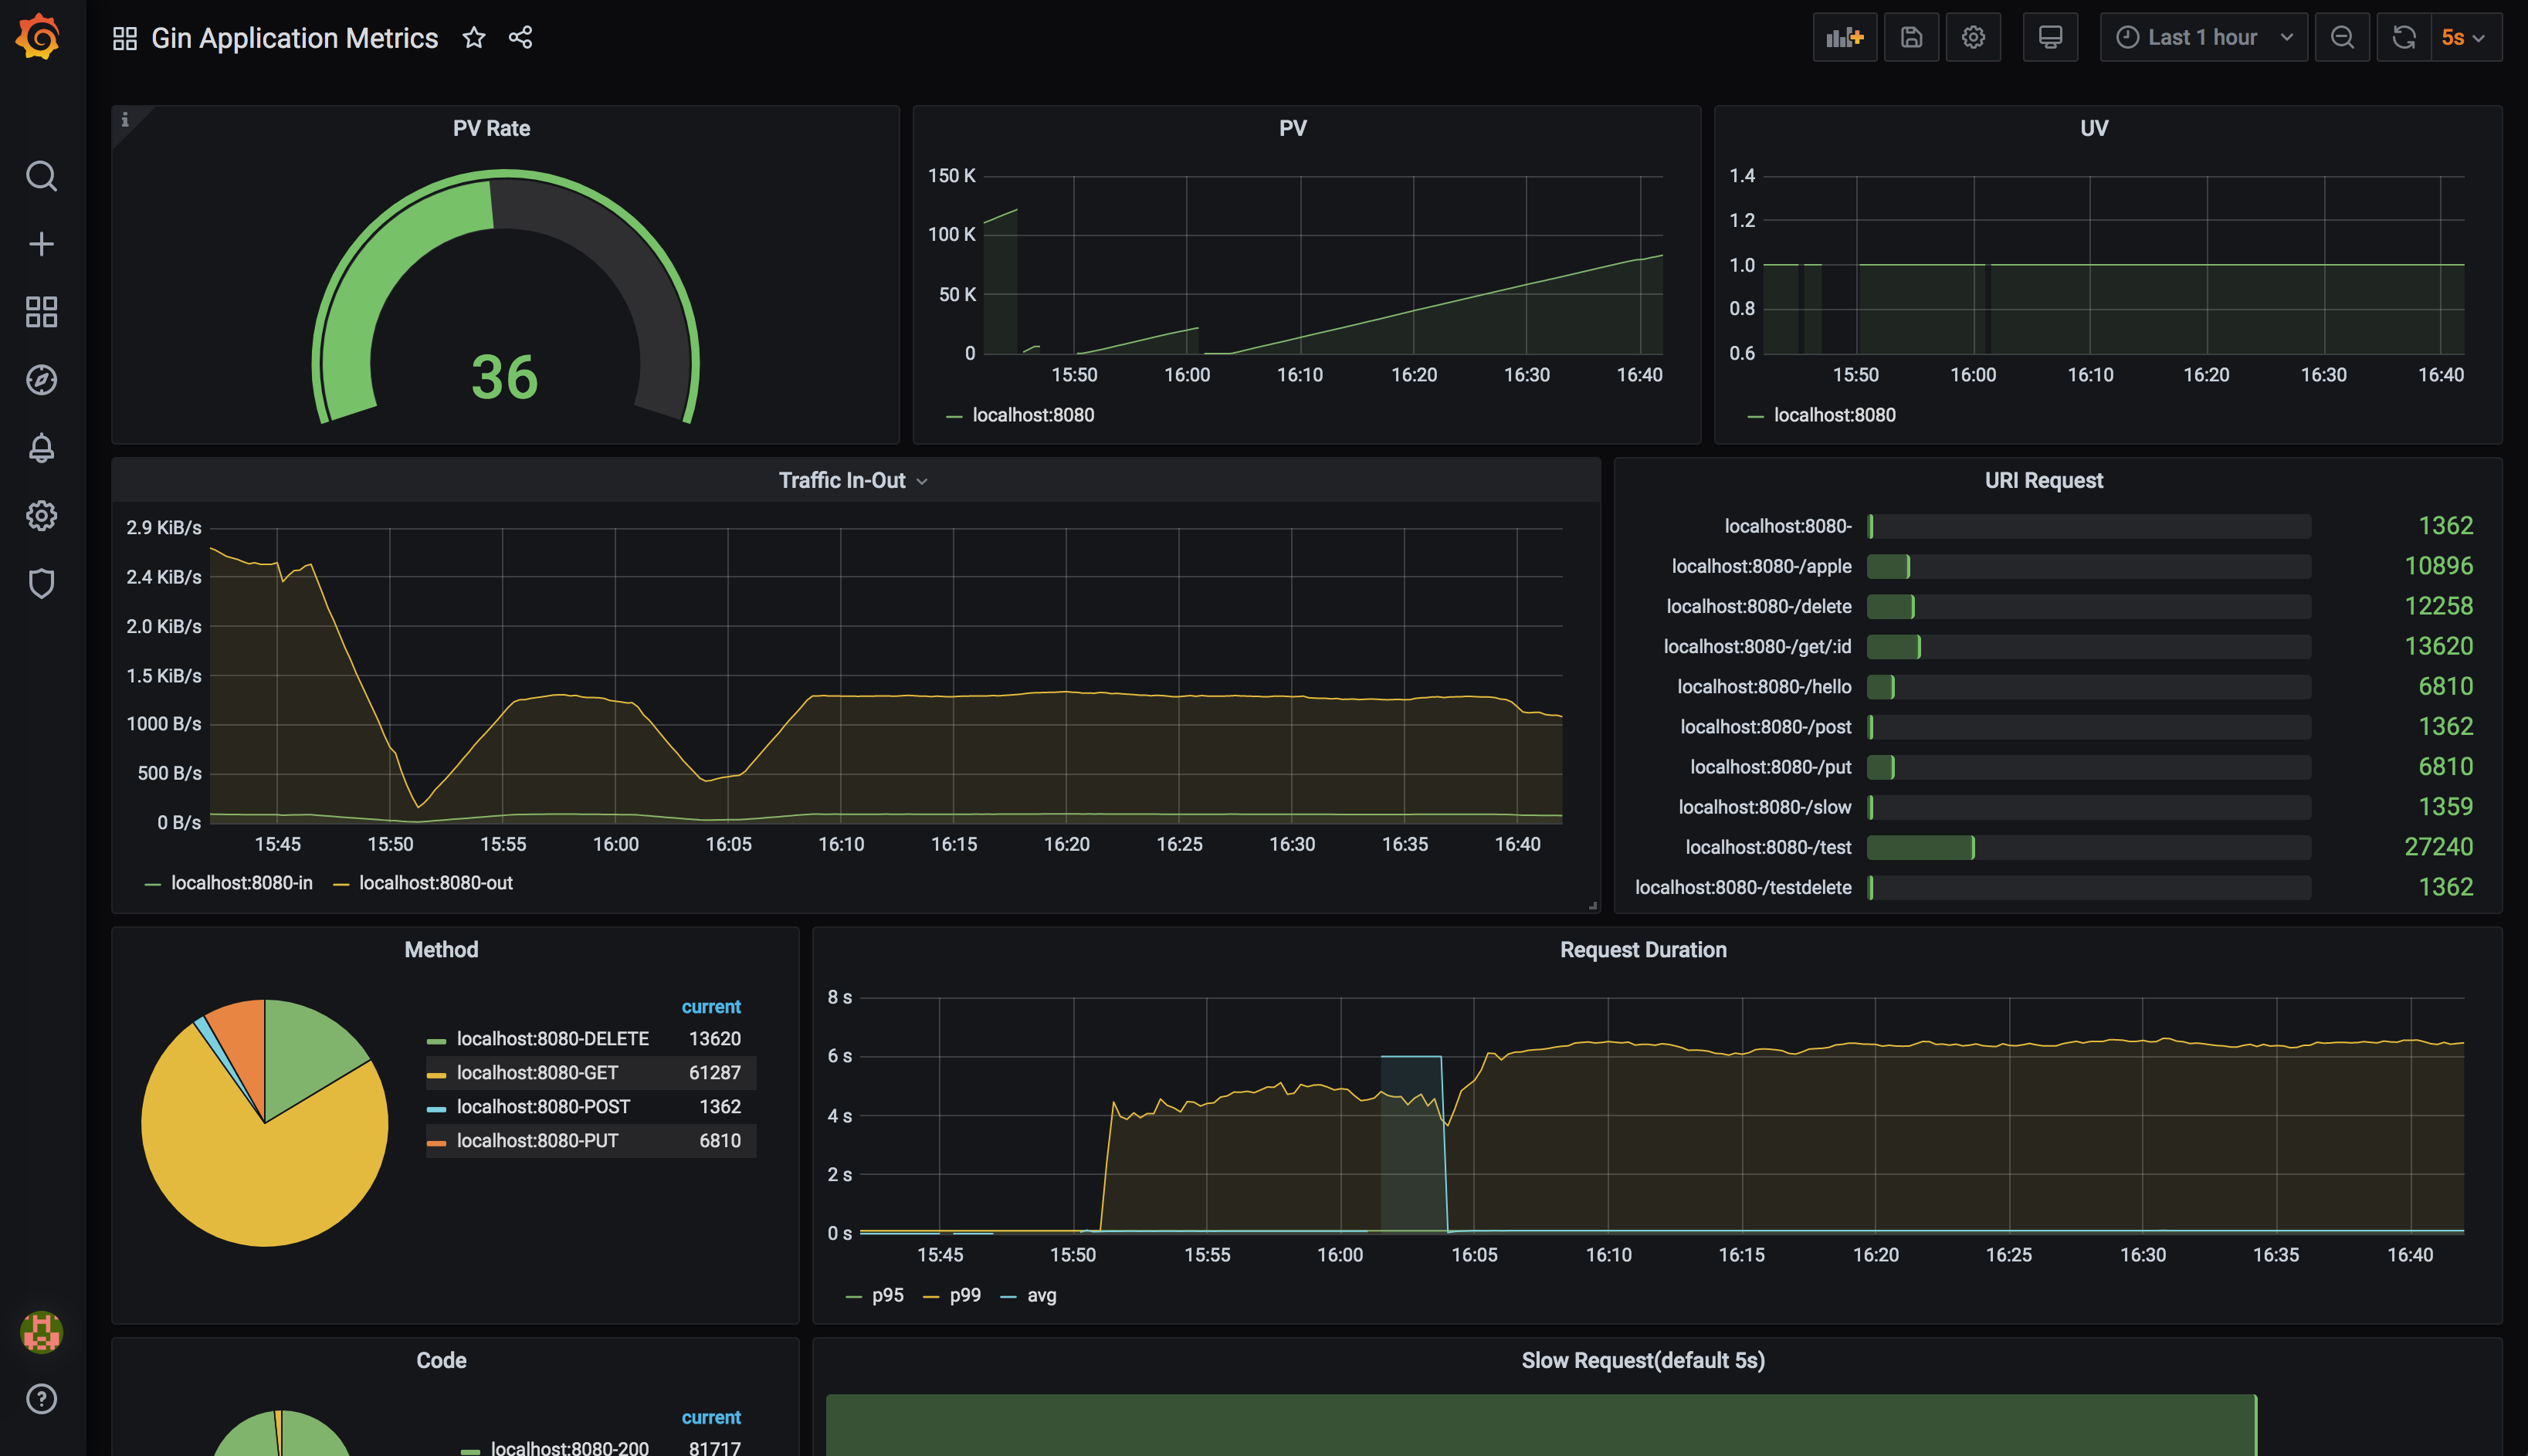 Gin Application Metrics
Last 1 hour
5s
PV Rate
36
PV
150 K
100 K
50 K
0
15:50 16:00 16:10 16:20 16:30 16:40
localhost:8080
UV
1.4
1.2
1.0
0.8
0.6
15:50 16:00 16:10 16:20 16:30 16:40
localhost:8080
Traffic In-Out
2.9 KiB/s
2.4 KiB/s
2.0 KiB/s
1.5 KiB/s
1000 B/s
500 B/s
0 B/s
15:45 15:50 15:55 16:00 16:05 16:10 16:15 16:20 16:25 16:30 16:35 16:40
localhost:8080-in localhost:8080-out
URI Request
localhost:8080- 1362
localhost:8080-/apple 10896
localhost:8080-/delete 12258
localhost:8080-/get/:id 13620
localhost:8080-/hello 6810
localhost:8080-/post 1362
localhost:8080-/put 6810
localhost:8080-/slow 1359
localhost:8080-/test 27240
localhost:8080-/testdelete 1362
Method
current
localhost:8080-DELETE 13620
localhost:8080-GET 61287
localhost:8080-POST 1362
localhost:8080-PUT 6810
Request Duration
8 s
6 s
4 s
2 s
0 s
15:45 15:50 15:55 16:00 16:05 16:10 16:15 16:20 16:25 16:30 16:35 16:40
p95 p99 avg
Code
current
localhost:8080-200 81717
Slow Request(default 5s)